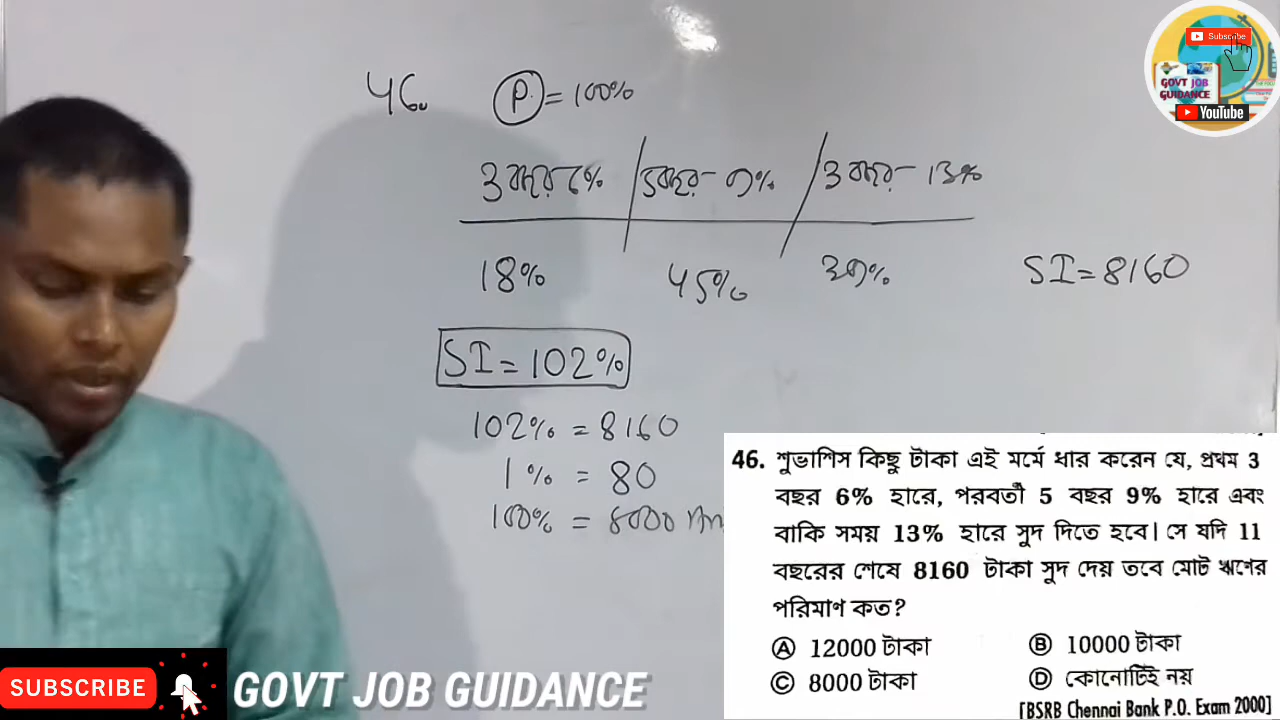 Subscribe
GOVT JOB
GUIDANCE
YouTube
46. P = 100%
3 বছর 6% / 5 বছর - 9% / 3 বছর - 13%
18% 45% 39%
SI = 8160
SI = 102%
102% = 8160
1% = 80
100% = 8000
46. শুভাশিস কিছু টাকা এই মর্মে ধার করেন যে, প্রথম 3
বছর 6% হারে, পরবর্তী 5 বছর 9% হারে এবং
বাকি সময় 13% হারে সুদ দিতে হবে। সে যদি 11
বছরের শেষে 8160 টাকা সুদ দেয় তবে মোট ঋণের
পরিমাণ কত?
Ⓐ 12000 টাকা Ⓑ 10000 টাকা
Ⓒ 8000 টাকা Ⓓ কোনোটিই নয়
[BSRB Chennai Bank P.O. Exam 2000]
SUBSCRIBE
GOVT JOB GUIDANCE